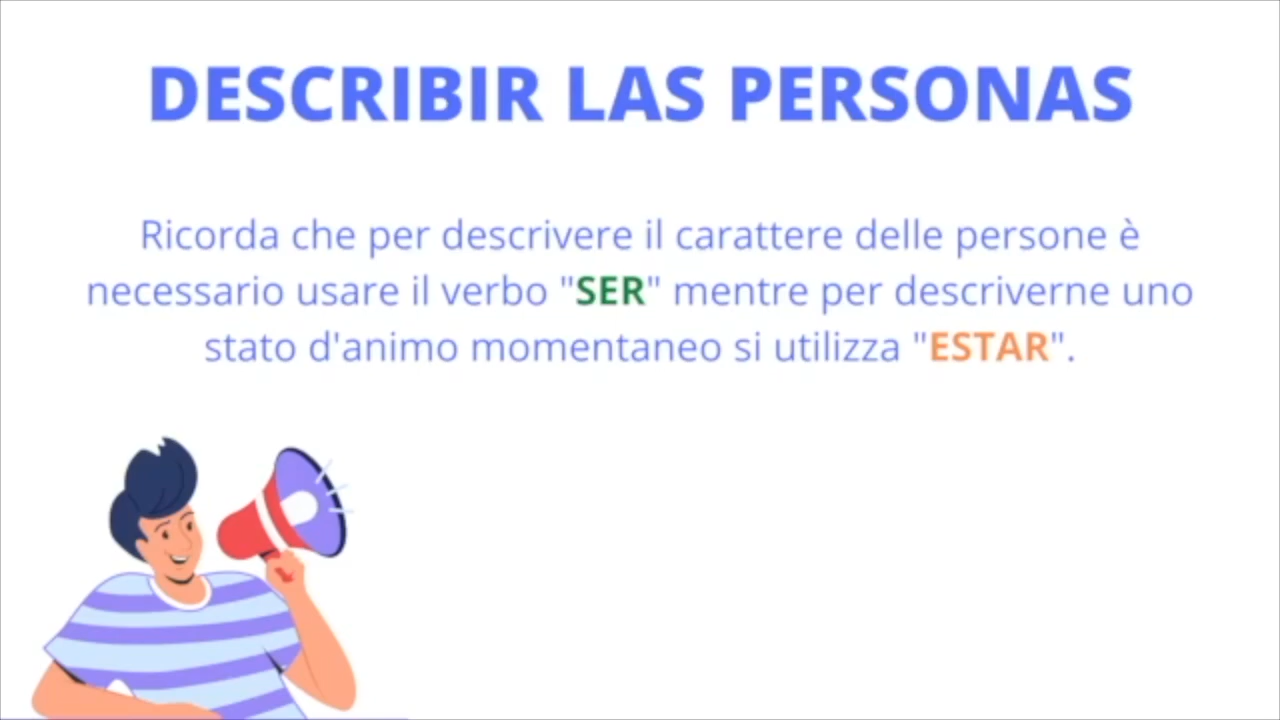 DESCRIBIR LAS PERSONAS
Ricorda che per descrivere il carattere delle persone è
necessario usare il verbo "SER" mentre per descriverne uno
stato d'animo momentaneo si utilizza "ESTAR".